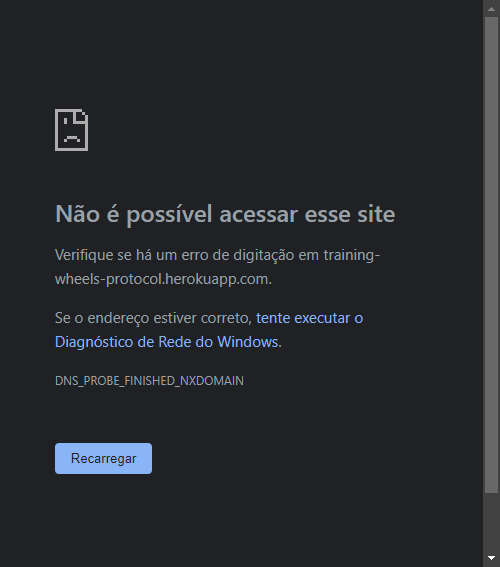 Não é possível acessar esse site
Verifique se há um erro de digitação em training-
wheels-protocol.herokuapp.com.
Se o endereço estiver correto, tente executar o
Diagnóstico de Rede do Windows.
DNS_PROBE_FINISHED_NXDOMAIN
Recarregar